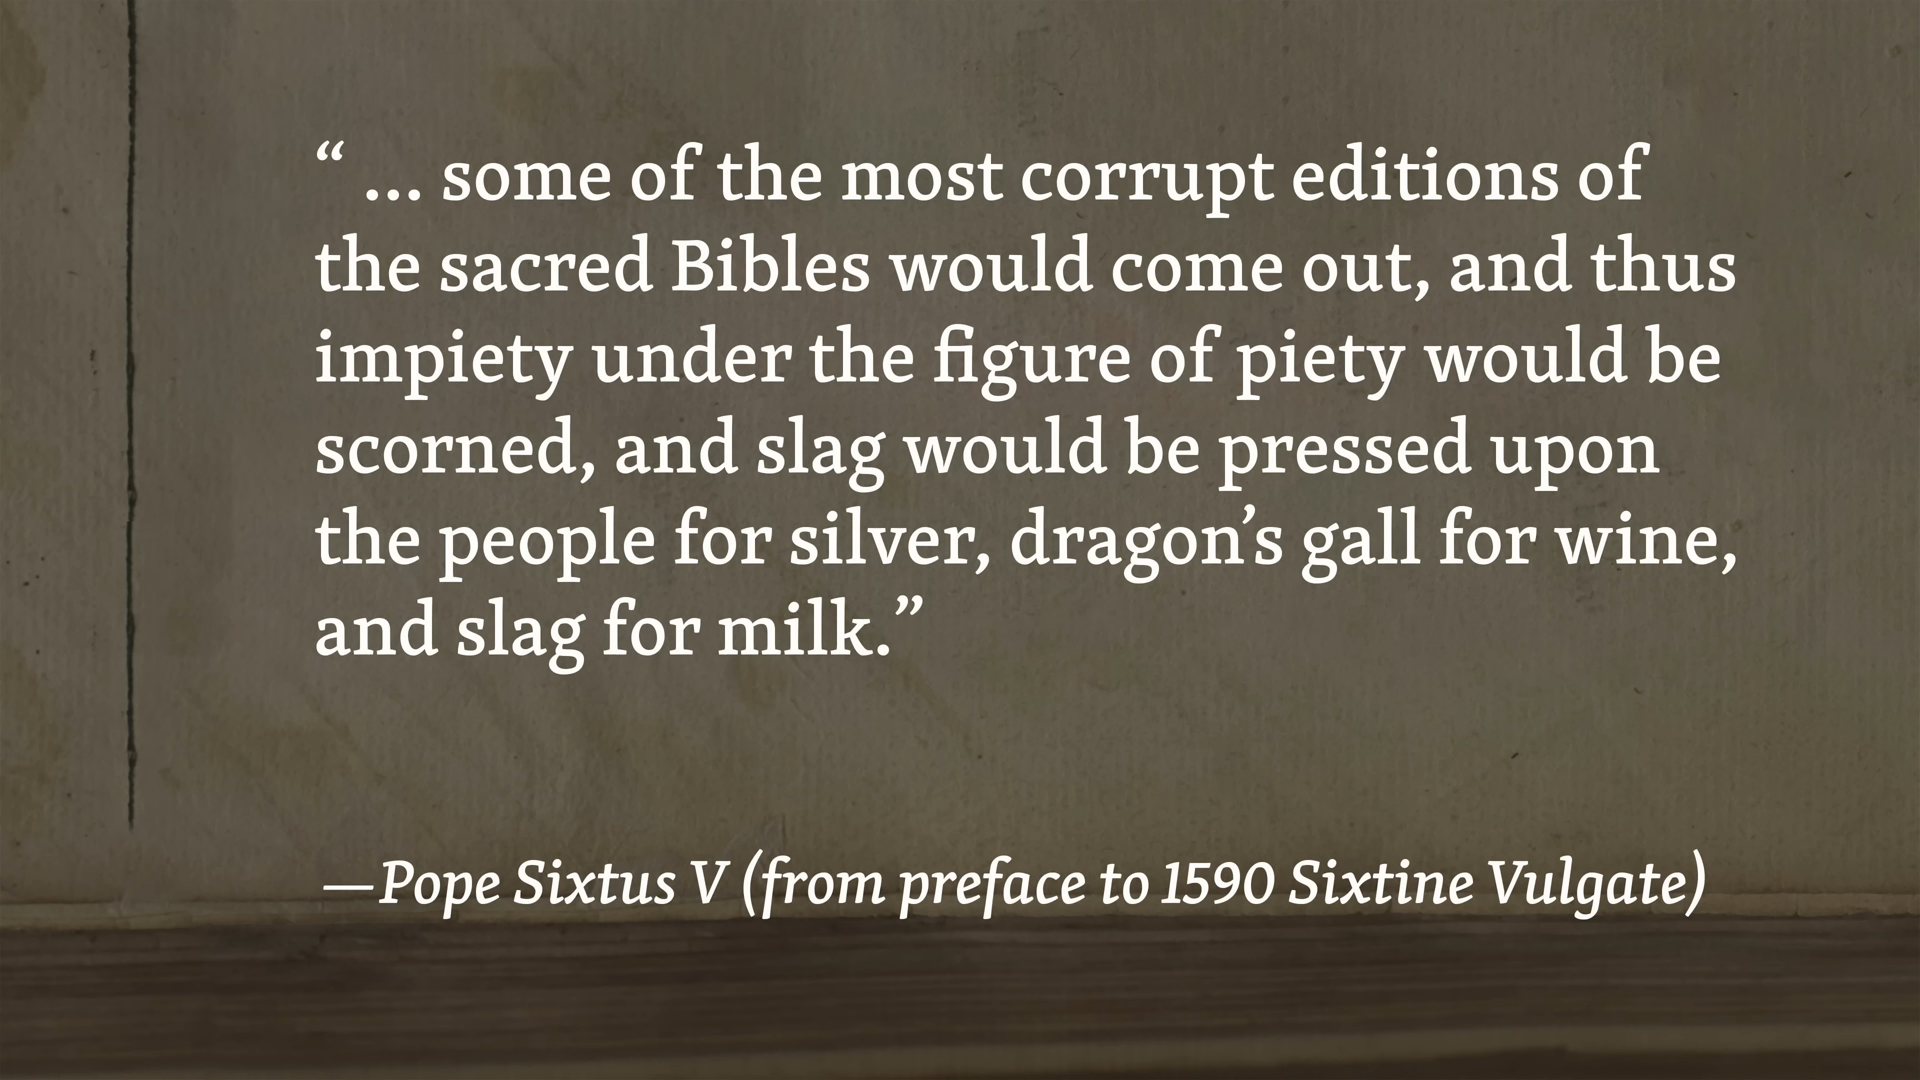 “ … some of the most corrupt editions of
the sacred Bibles would come out, and thus
impiety under the figure of piety would be
scorned, and slag would be pressed upon
the people for silver, dragon’s gall for wine,
and slag for milk.”
—Pope Sixtus V (from preface to 1590 Sixtine Vulgate)